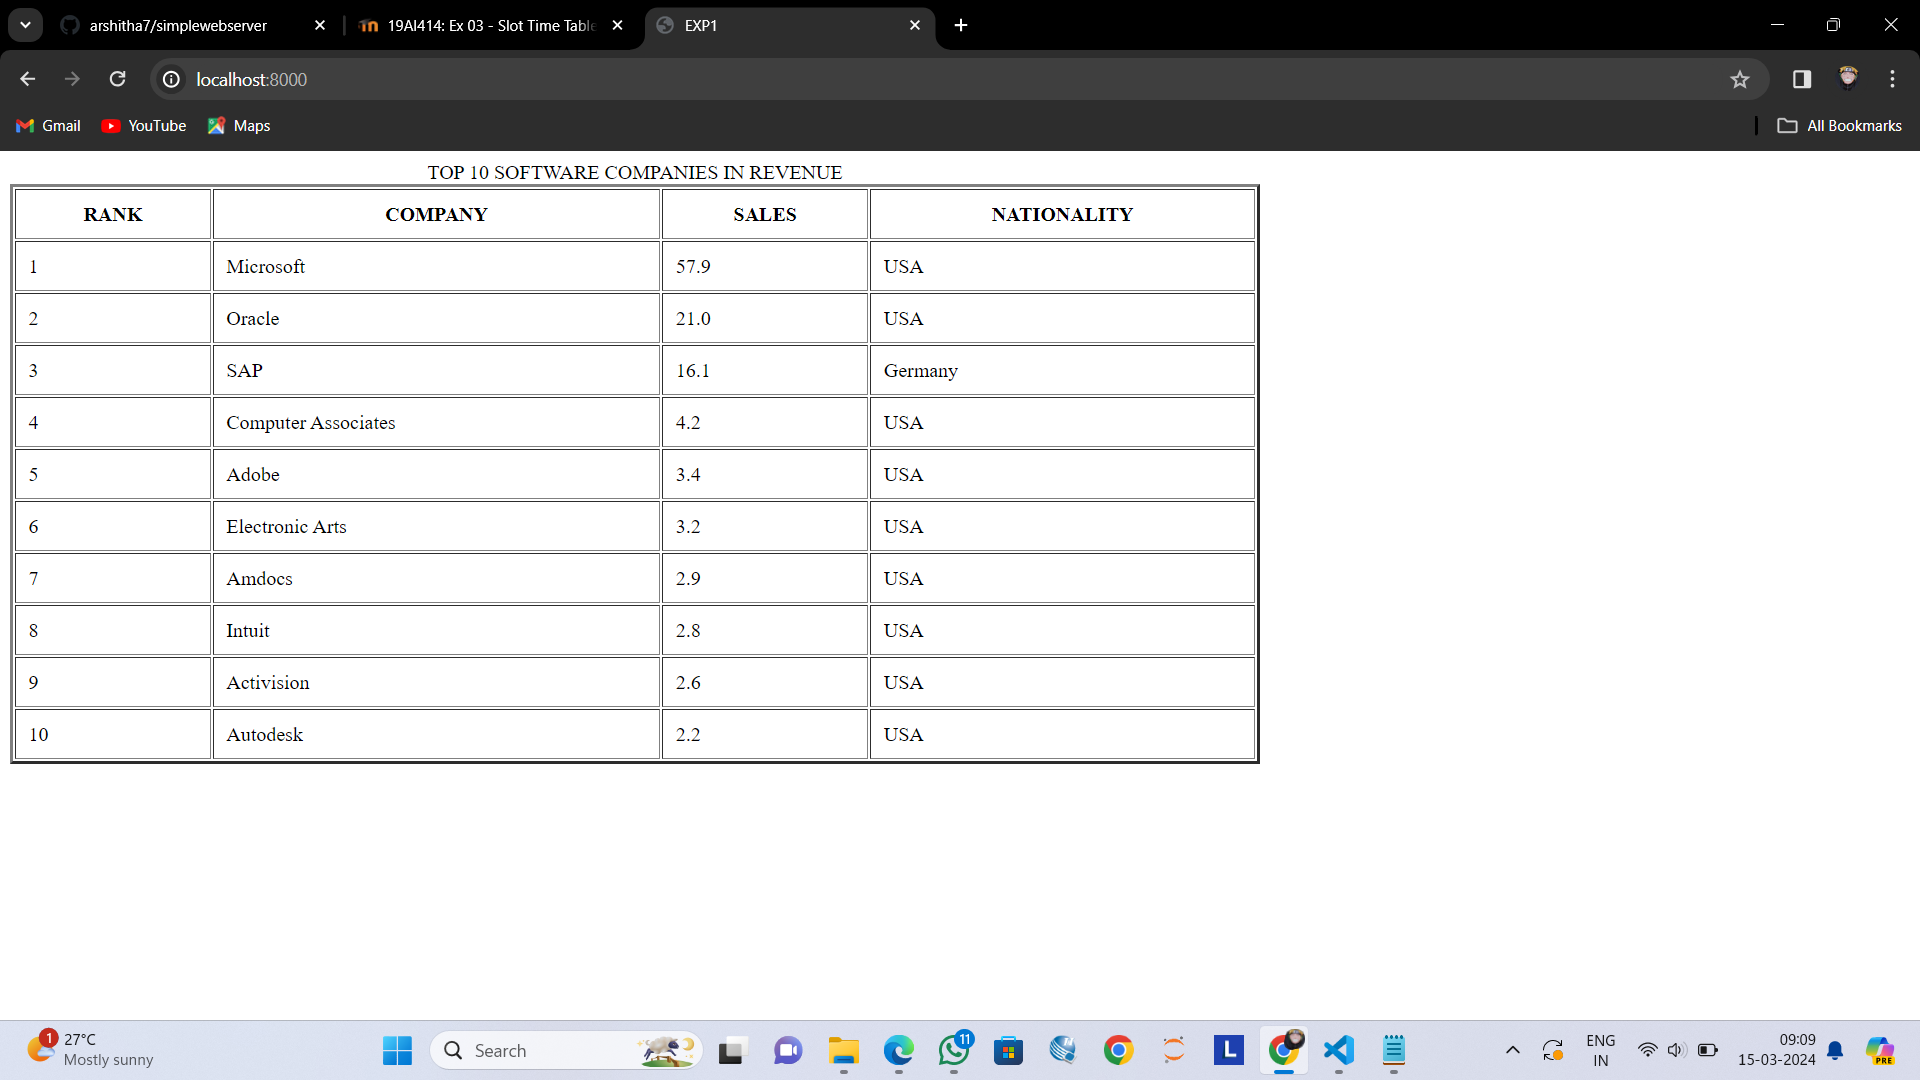 arshitha7/simplewebserver
19AI414: Ex 03 - Slot Time Table
EXP1
localhost:8000
Gmail YouTube Maps All Bookmarks
TOP 10 SOFTWARE COMPANIES IN REVENUE
RANK COMPANY SALES NATIONALITY
1 Microsoft 57.9 USA
2 Oracle 21.0 USA
3 SAP 16.1 Germany
4 Computer Associates 4.2 USA
5 Adobe 3.4 USA
6 Electronic Arts 3.2 USA
7 Amdocs 2.9 USA
8 Intuit 2.8 USA
9 Activision 2.6 USA
10 Autodesk 2.2 USA
1
27°C
Mostly sunny
Search
11
L
ENG
IN
09:09
15-03-2024
PRE